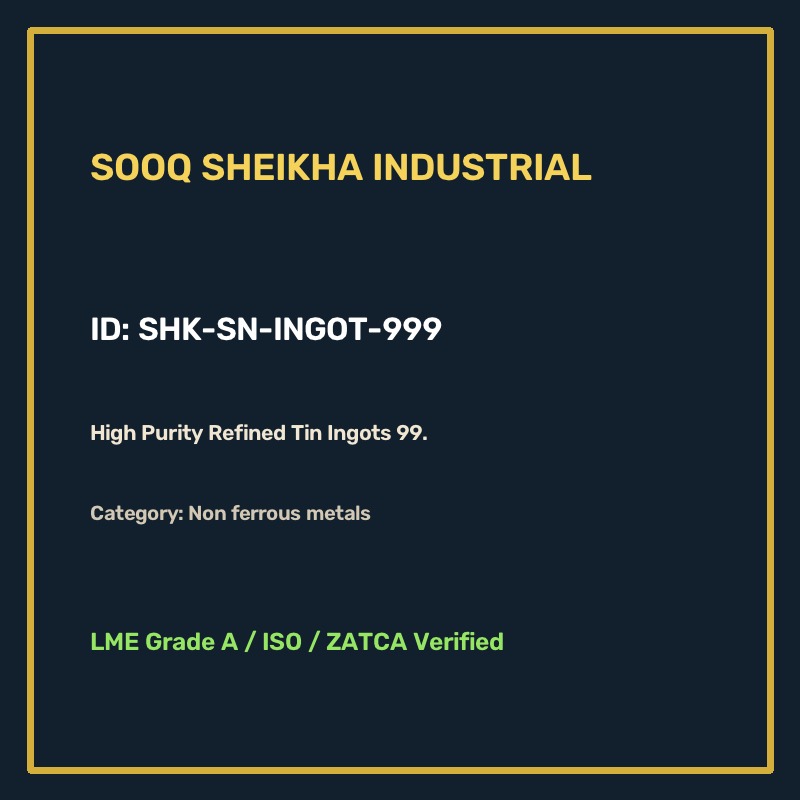 SOOQ SHEIKHA INDUSTRIAL
ID: SHK-SN-INGOT-999
High Purity Refined Tin Ingots 99.
Category: Non ferrous metals
LME Grade A / ISO / ZATCA Verified